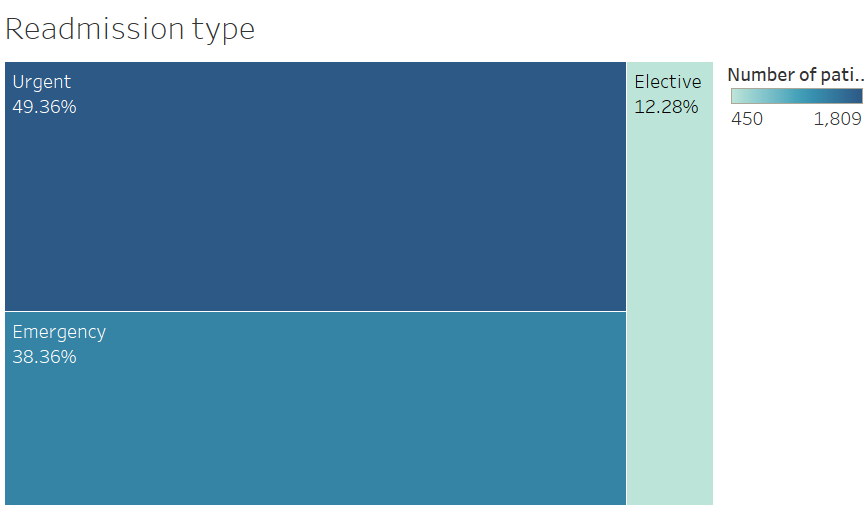 Readmission type
Urgent
49.36%
Elective
12.28%
Number of pati..
450 1,809
Emergency
38.36%